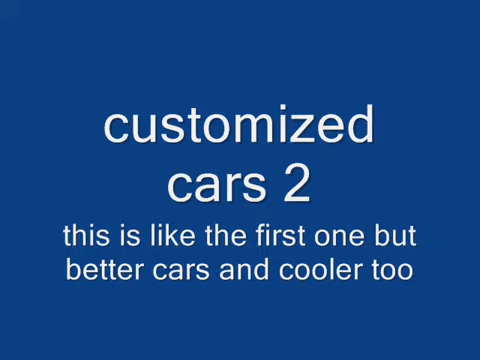 customized
cars 2
this is like the first one but
better cars and cooler too